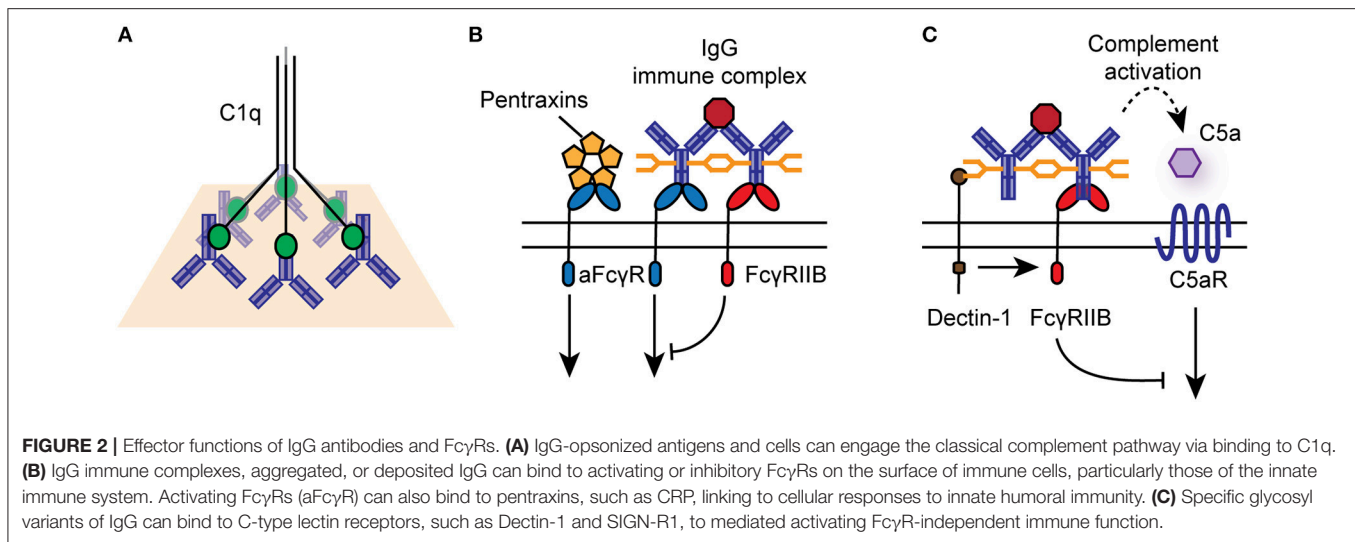 A
C1q
B
IgG
immune complex
Pentraxins
aFcγR
FcγRIIB
C
Complement
activation
C5a
C5aR
Dectin-1
FcγRIIB
FIGURE 2 | Effector functions of IgG antibodies and FcγRs. (A) IgG-opsonized antigens and cells can engage the classical complement pathway via binding to C1q.
(B) IgG immune complexes, aggregated, or deposited IgG can bind to activating or inhibitory FcγRs on the surface of immune cells, particularly those of the innate
immune system. Activating FcγRs (aFcγR) can also bind to pentraxins, such as CRP, linking to cellular responses to innate humoral immunity. (C) Specific glycosyl
variants of IgG can bind to C-type lectin receptors, such as Dectin-1 and SIGN-R1, to mediated activating FcγR-independent immune function.